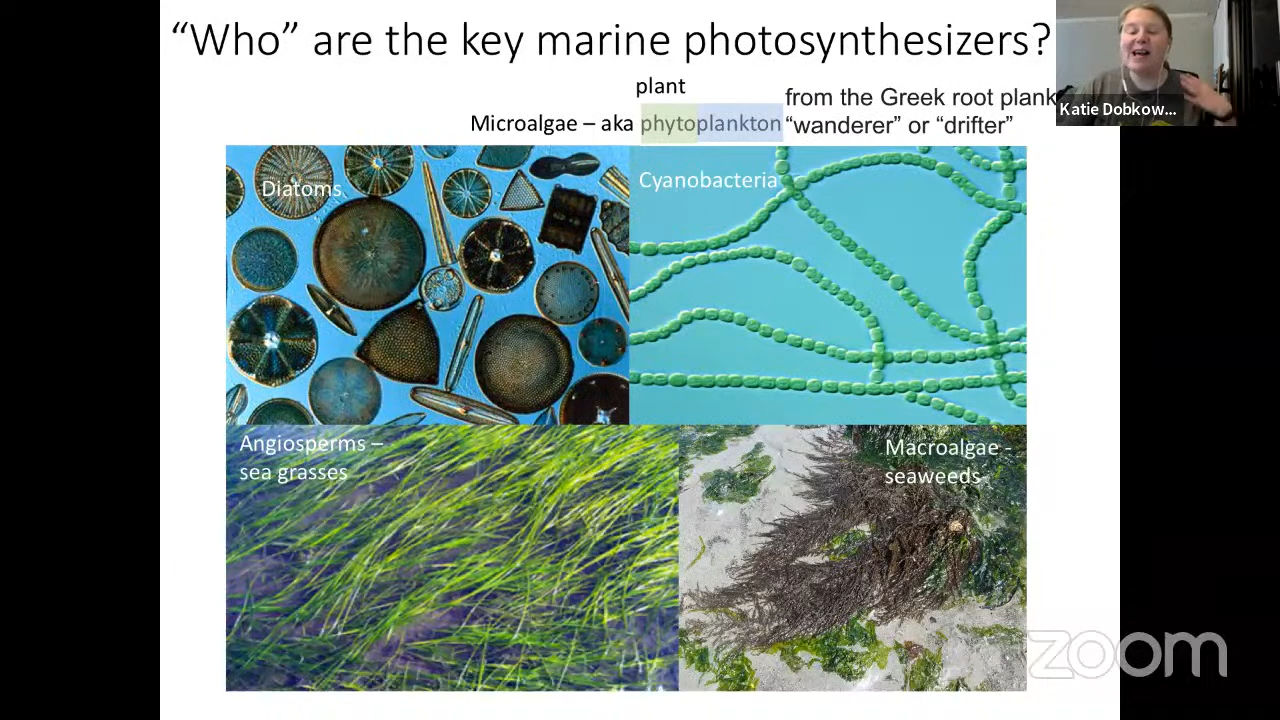 “Who” are the key marine photosynthesizers?
plant
from the Greek root plank
Microalgae – aka phytoplankton “wanderer” or “drifter”
Katie Dobkow...
Diatoms
Cyanobacteria
Angiosperms –
sea grasses
Macroalgae -
seaweeds
zoom